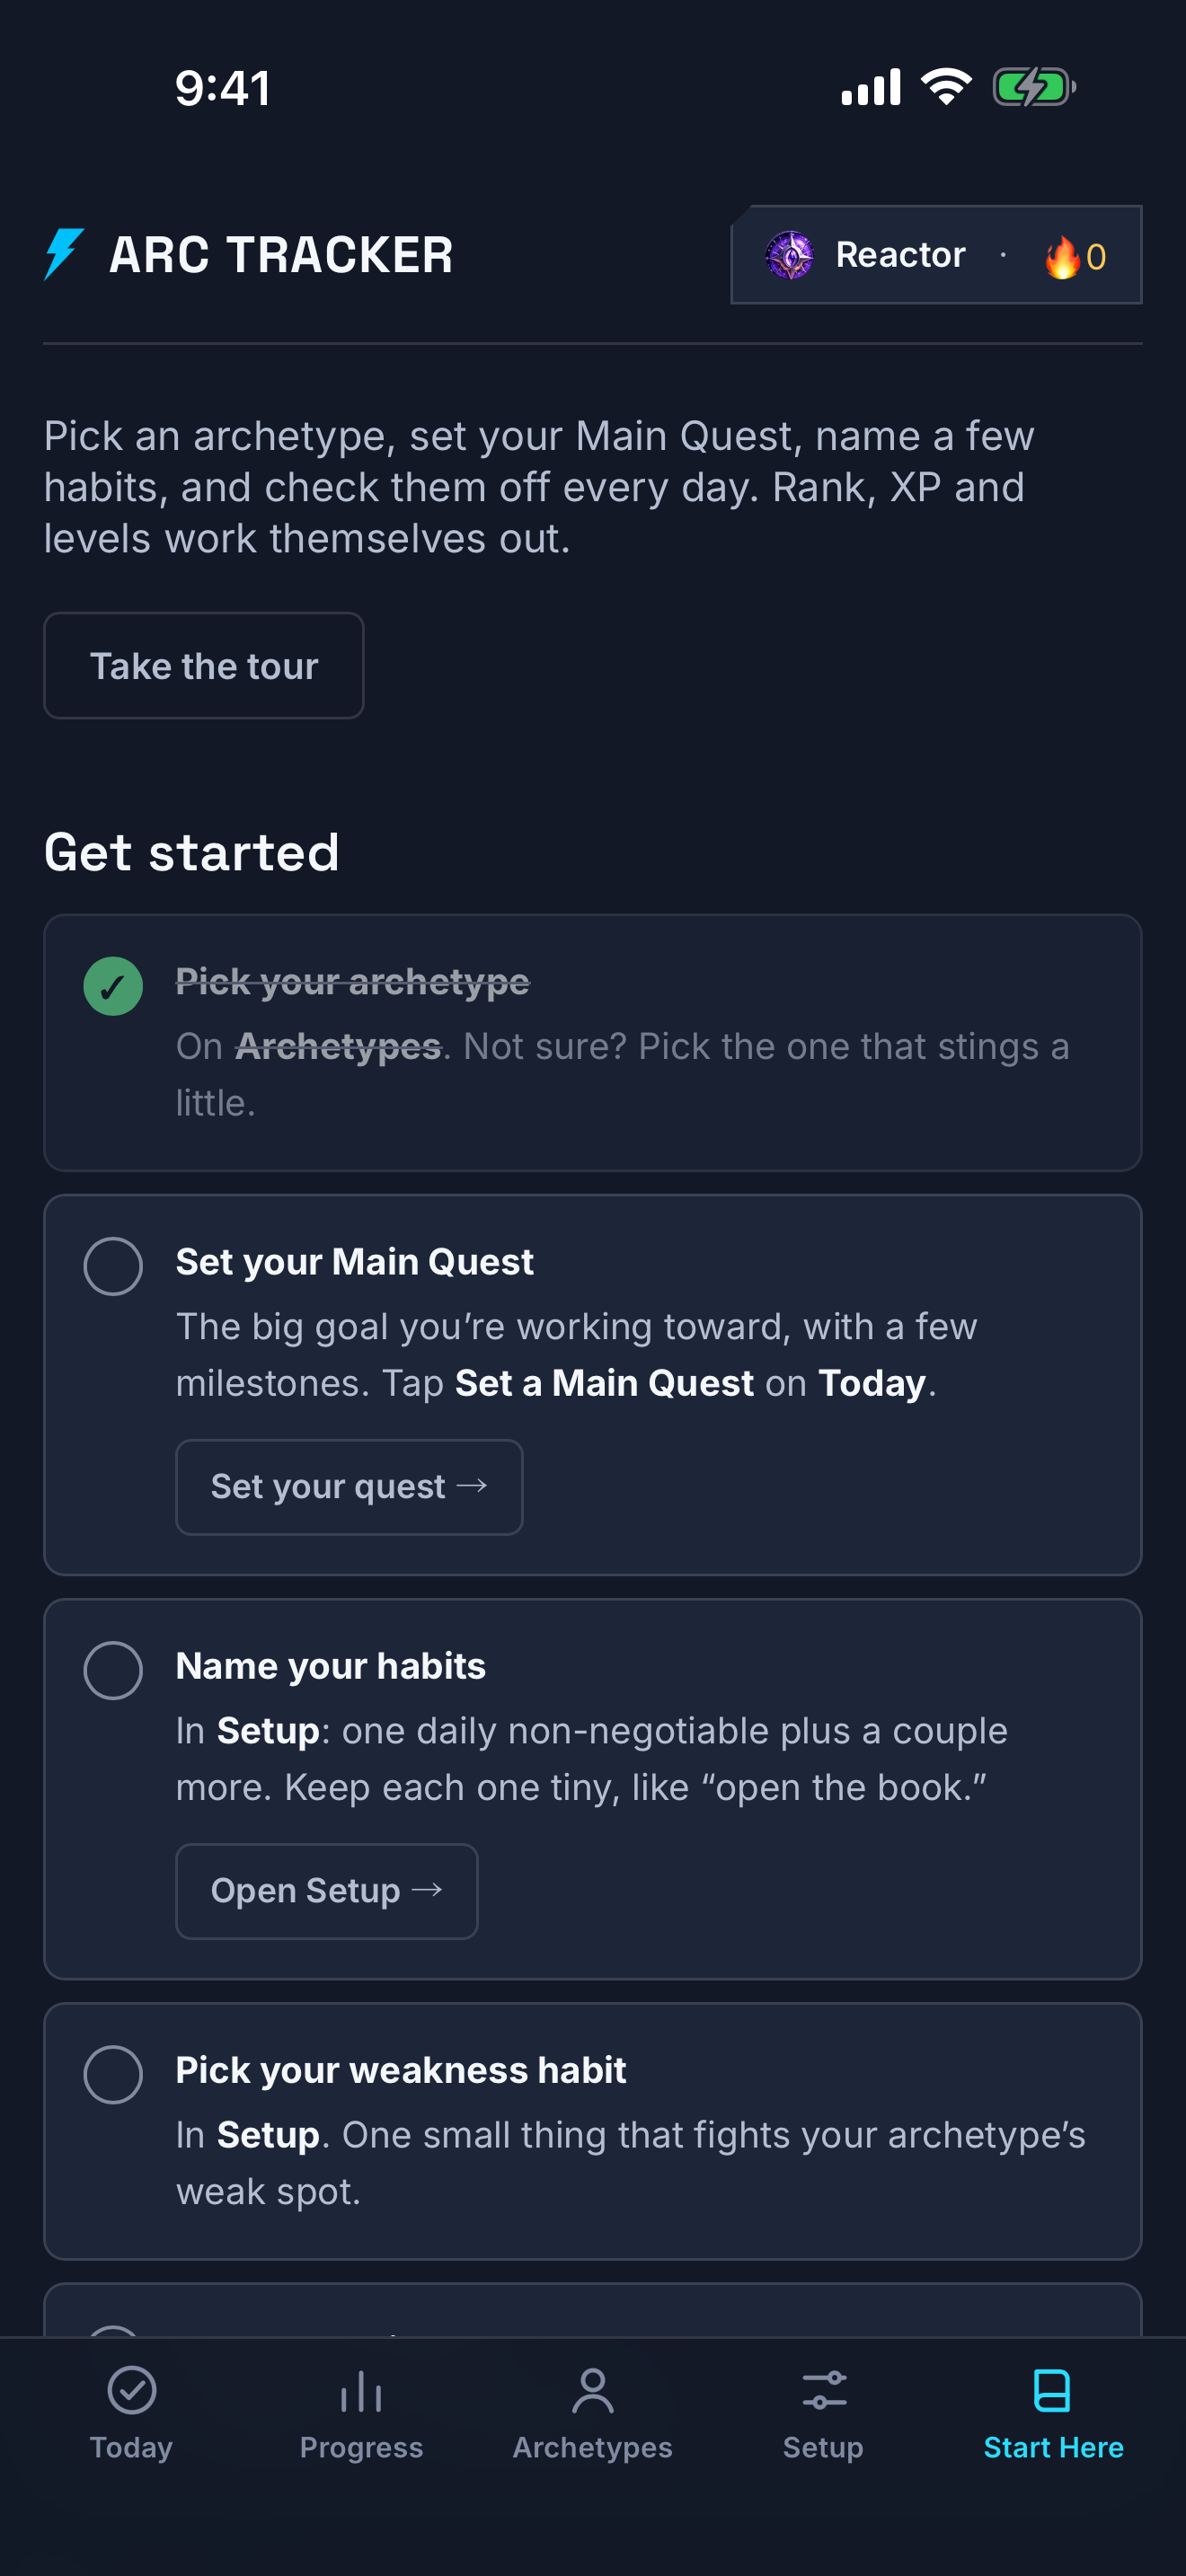 9:41
ARC TRACKER
Reactor · 🔥0
Pick an archetype, set your Main Quest, name a few
habits, and check them off every day. Rank, XP and
levels work themselves out.
Take the tour
Get started
Pick your archetype
On Archetypes. Not sure? Pick the one that stings a
little.
Set your Main Quest
The big goal you’re working toward, with a few
milestones. Tap Set a Main Quest on Today.
Set your quest →
Name your habits
In Setup: one daily non-negotiable plus a couple
more. Keep each one tiny, like “open the book.”
Open Setup →
Pick your weakness habit
In Setup. One small thing that fights your archetype’s
weak spot.
Today
Progress
Archetypes
Setup
Start Here